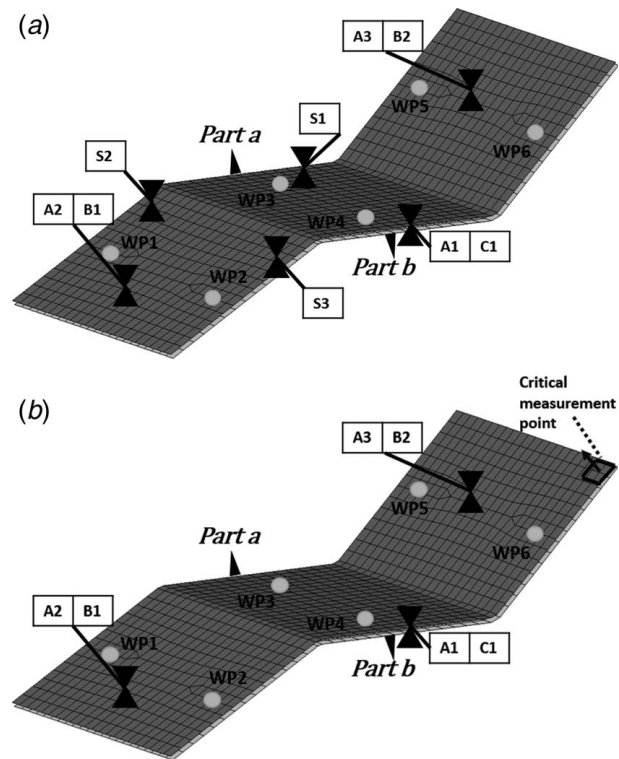 (a)
A3 B2
S1
WP5
Part a
S2
WP6
WP3
A2 B1
WP4
WP1
A1 C1
Part b
WP2
S3
Critical
measurement
point
(b)
A3 B2
WP5
Part a
WP6
WP3
A2 B1
WP4
WP1
A1 C1
Part b
WP2